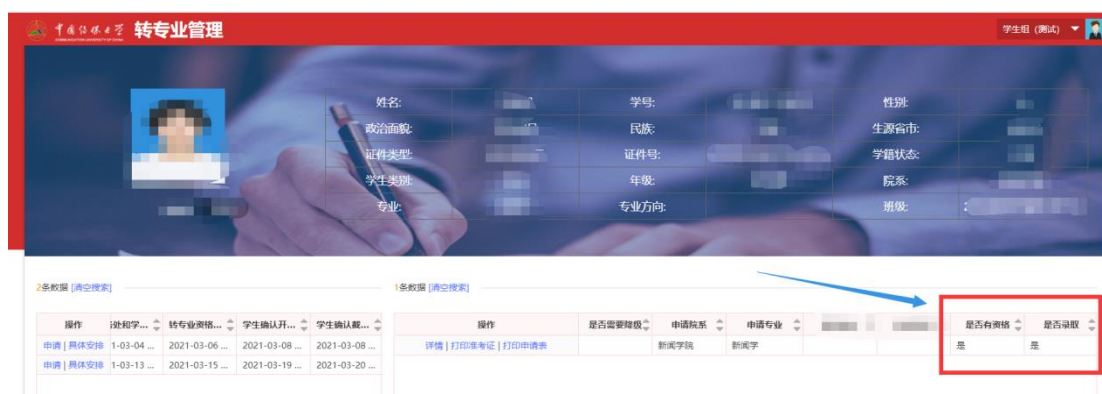 中国传媒大学 转专业管理 学生组 (测试)
COMMUNICATION UNIVERSITY OF CHINA
姓名: 学号: 性别:
政治面貌: 民族: 生源省市:
证件类型: 证件号: 学籍状态:
学生类别: 年级: 院系:
专业: 专业方向: 班级:
2条数据 [清空搜索] 1条数据 [清空搜索]
操作 处和学... 转专业资格... 学生确认开... 学生确认截... 操作 是否需要降级 申请院系 申请专业 是否有资格 是否录取
申请 | 具体安排 1-03-04 ... 2021-03-06 ... 2021-03-08 ... 2021-03-08 ... 详情 | 打印准考证 | 打印申请表 新闻学院 新闻学 是 是
申请 | 具体安排 1-03-13 ... 2021-03-15 ... 2021-03-19 ... 2021-03-20 ...